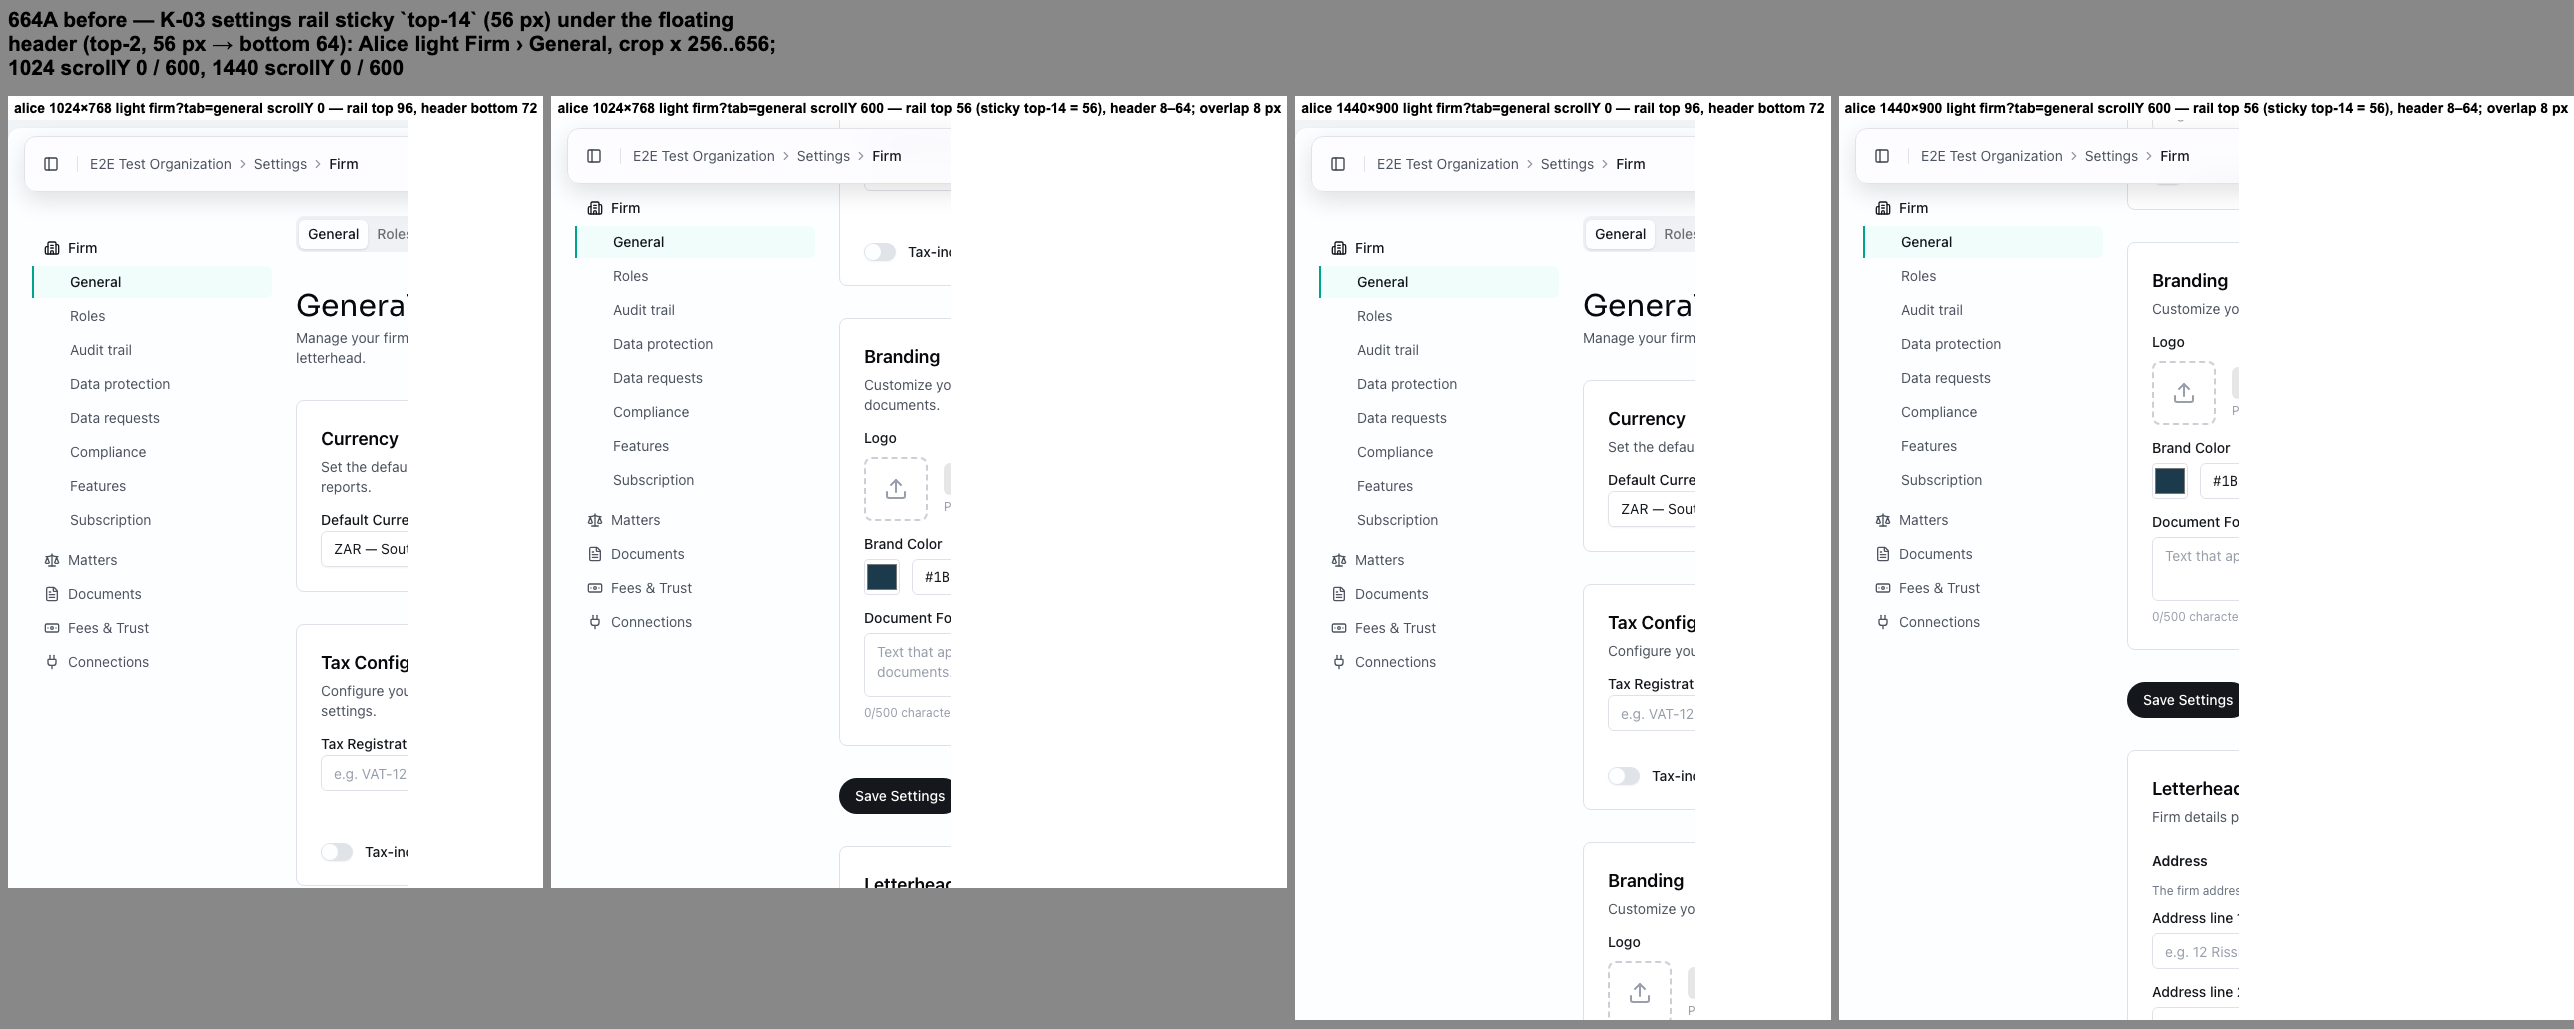 664A before — K-03 settings rail sticky `top-14` (56 px) under the floating
header (top-2, 56 px → bottom 64): Alice light Firm › General, crop x 256..656;
1024 scrollY 0 / 600, 1440 scrollY 0 / 600
alice 1024×768 light firm?tab=general scrollY 0 — rail top 96, header bottom 72
E2E Test Organization > Settings > Firm
Firm
General
Roles
Audit trail
Data protection
Data requests
Compliance
Features
Subscription
Matters
Documents
Fees & Trust
Connections
General Roles
General
Manage your firm
letterhead.
Currency
Set the defau
reports.
Default Curre
ZAR — Sout
Tax Config
Configure you
settings.
Tax Registrat
e.g. VAT-12
Tax-inc
alice 1024×768 light firm?tab=general scrollY 600 — rail top 56 (sticky top-14 = 56), header 8–64; overlap 8 px
E2E Test Organization > Settings > Firm
Firm
General
Roles
Audit trail
Data protection
Data requests
Compliance
Features
Subscription
Matters
Documents
Fees & Trust
Connections
Tax-inc
Branding
Customize yo
documents.
Logo
P
Brand Color
#1B
Document Fo
Text that ap
documents.
0/500 characte
Save Settings
Letterhead
alice 1440×900 light firm?tab=general scrollY 0 — rail top 96, header bottom 72
E2E Test Organization > Settings > Firm
Firm
General
Roles
Audit trail
Data protection
Data requests
Compliance
Features
Subscription
Matters
Documents
Fees & Trust
Connections
General Roles
General
Manage your firm
Currency
Set the defau
Default Curre
ZAR — Sout
Tax Config
Configure you
Tax Registrat
e.g. VAT-12
Tax-inc
Branding
Customize yo
Logo
P
alice 1440×900 light firm?tab=general scrollY 600 — rail top 56 (sticky top-14 = 56), header 8–64; overlap 8 px
E2E Test Organization > Settings > Firm
Firm
General
Roles
Audit trail
Data protection
Data requests
Compliance
Features
Subscription
Matters
Documents
Fees & Trust
Connections
Branding
Customize yo
Logo
P
Brand Color
#1B
Document Fo
Text that ap
0/500 characte
Save Settings
Letterhead
Firm details p
Address
The firm addres
Address line 1
e.g. 12 Riss
Address line 2